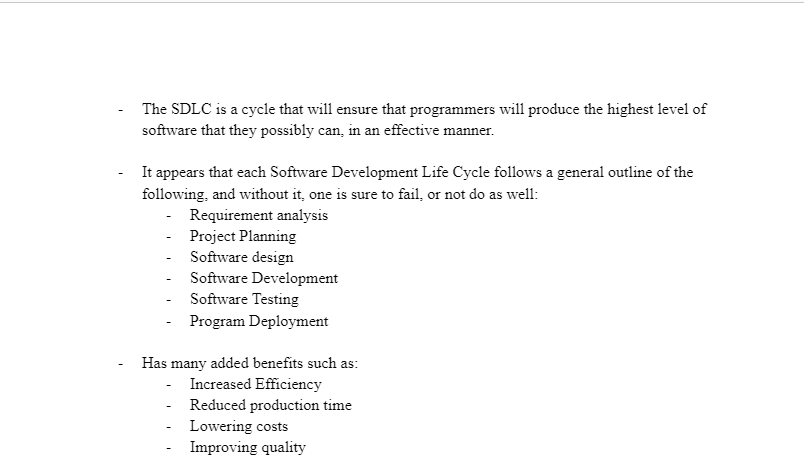 - The SDLC is a cycle that will ensure that programmers will produce the highest level of
software that they possibly can, in an effective manner.
- It appears that each Software Development Life Cycle follows a general outline of the
following, and without it, one is sure to fail, or not do as well:
- Requirement analysis
- Project Planning
- Software design
- Software Development
- Software Testing
- Program Deployment
- Has many added benefits such as:
- Increased Efficiency
- Reduced production time
- Lowering costs
- Improving quality